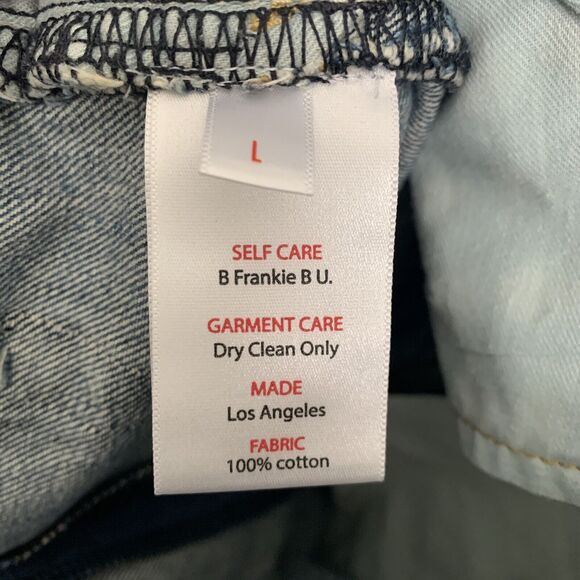 L
SELF CARE
B Frankie B U.
GARMENT CARE
Dry Clean Only
MADE
Los Angeles
FABRIC
100% cotton